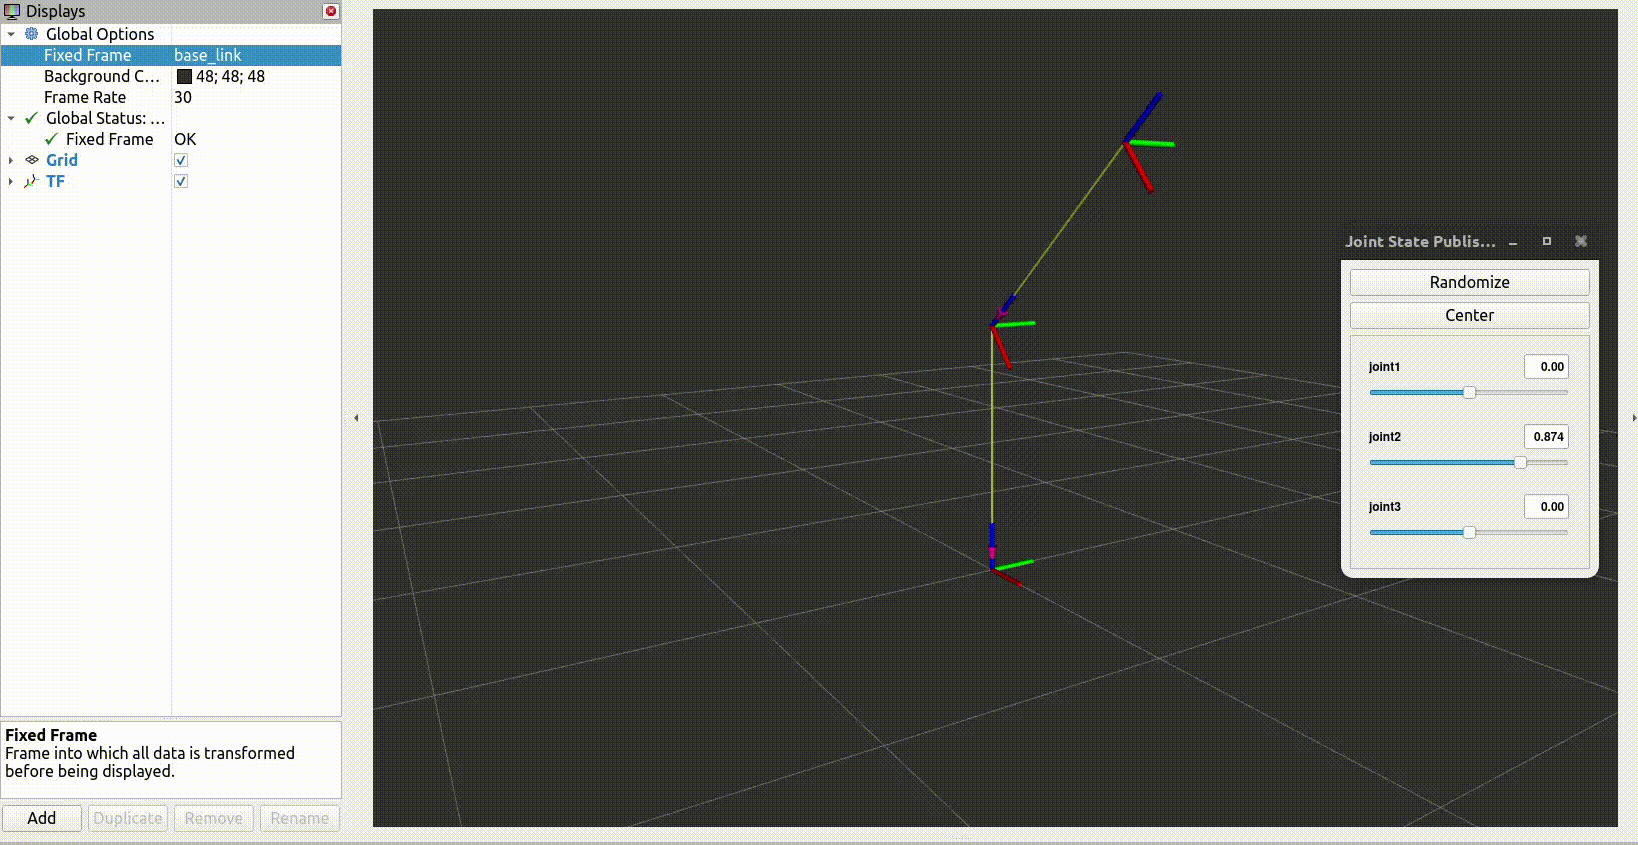 Displays
Global Options
Fixed Frame base_link
Background C... 48; 48; 48
Frame Rate 30
Global Status: ...
Fixed Frame OK
Grid
TF
Fixed Frame
Frame into which all data is transformed
before being displayed.
Add Duplicate Remove Rename
Joint State Publis...
Randomize
Center
joint1 0.00
joint2 0.874
joint3 0.00